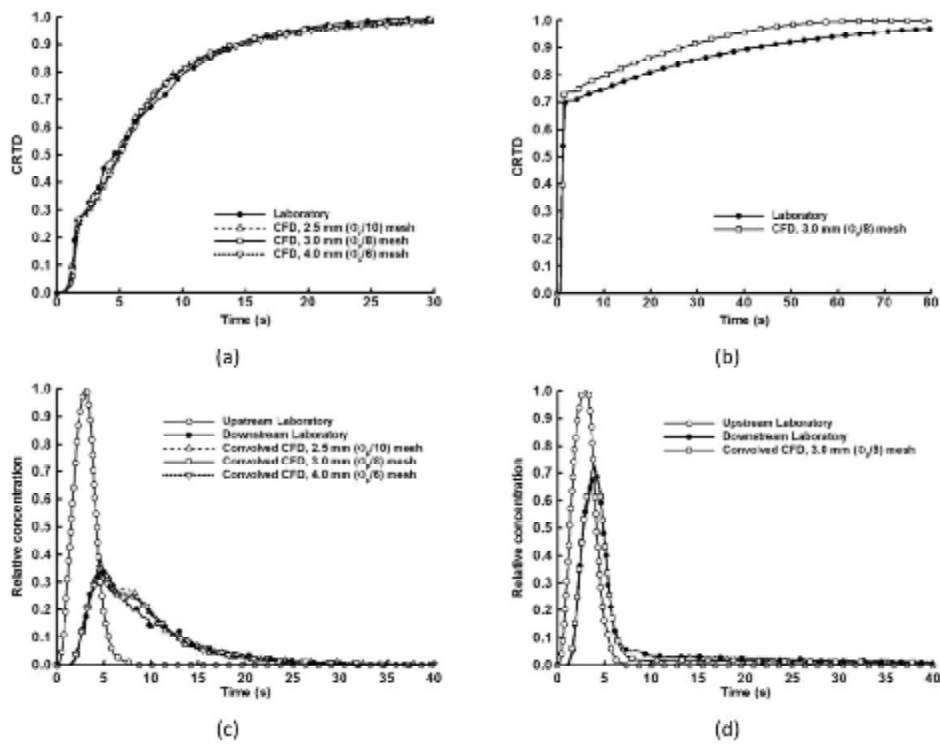 1.0
0.9
0.8
0.7
0.6
0.5
0.4
0.3
0.2
0.1
0.0
CRTD
Laboratory
CFD, 2.5 mm (Φ/10) mesh
CFD, 3.0 mm (Φ/8) mesh
CFD, 4.0 mm (Φ/6) mesh
0 5 10 15 20 25 30
Time (s)
(a)
1.0
0.9
0.8
0.7
0.6
0.5
0.4
0.3
0.2
0.1
0.0
CRTD
Laboratory
CFD, 3.0 mm (Φ/8) mesh
0 10 20 30 40 50 60 70 80
Time (s)
(b)
1.0
0.9
0.8
0.7
0.6
0.5
0.4
0.3
0.2
0.1
0.0
Relative concentration
Upstream Laboratory
Downstream Laboratory
Convolved CFD, 2.5 mm (Φ/10) mesh
Convolved CFD, 3.0 mm (Φ/8) mesh
Convolved CFD, 4.0 mm (Φ/6) mesh
0 5 10 15 20 25 30 35 40
Time (s)
(c)
1.0
0.9
0.8
0.7
0.6
0.5
0.4
0.3
0.2
0.1
0.0
Relative concentration
Upstream Laboratory
Downstream Laboratory
Convolved CFD, 3.0 mm mesh
0 5 10 15 20 25 30 35 40
Time (s)
(d)